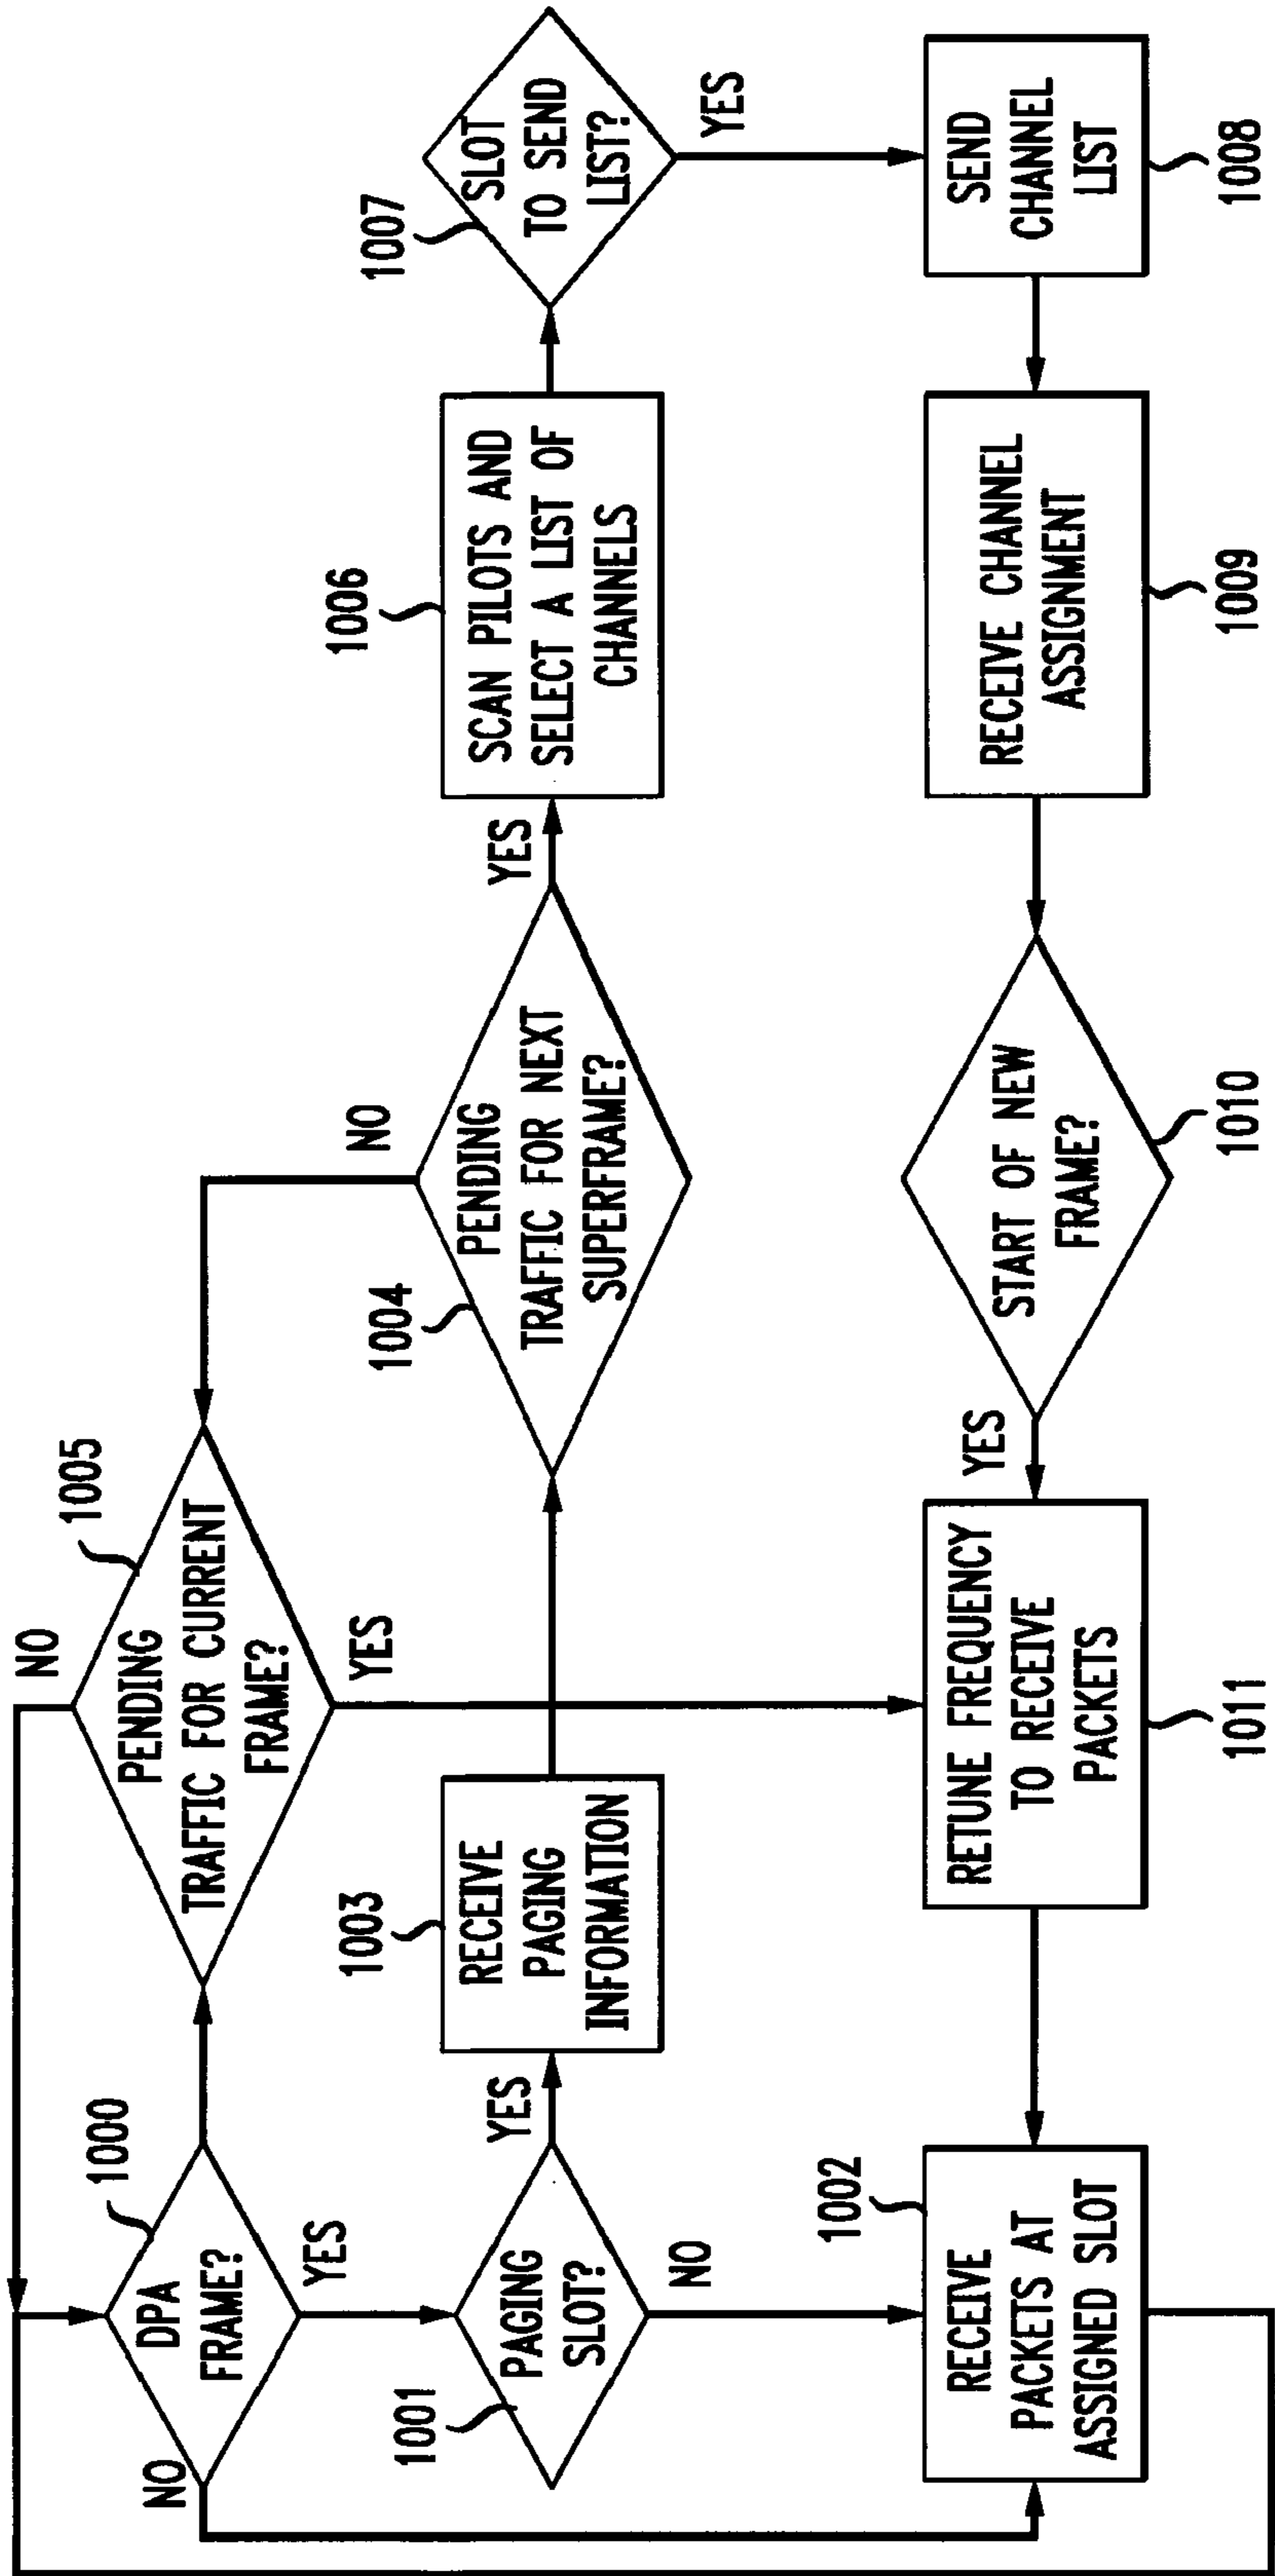 1000
DPA
FRAME?
NO
YES
1005
PENDING
TRAFFIC FOR CURRENT
FRAME?
NO
YES
1001
PAGING
SLOT?
YES
NO
1003
RECEIVE
PAGING
INFORMATION
1004
PENDING
TRAFFIC FOR NEXT
SUPERFRAME?
NO
YES
1006
SCAN PILOTS AND
SELECT A LIST OF
CHANNELS
1007
SLOT
TO SEND
LIST?
YES
1002
RECEIVE
PACKETS AT
ASSIGNED SLOT
RETUNE FREQUENCY
TO RECEIVE
PACKETS
1011
YES
START OF NEW
FRAME?
1010
RECEIVE CHANNEL
ASSIGNMENT
1009
SEND
CHANNEL
LIST
1008